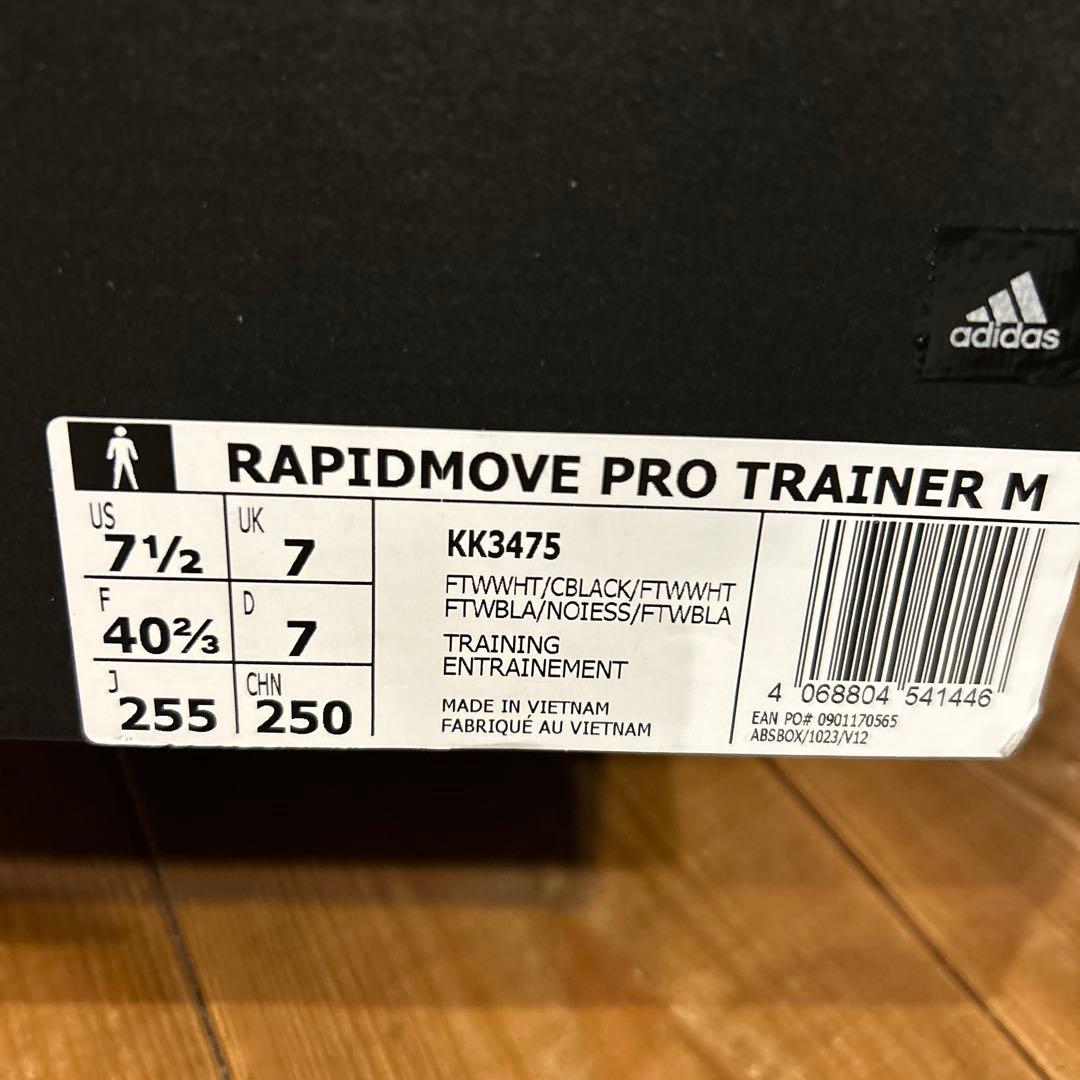 adidas
RAPIDMOVE PRO TRAINER M
US
7½
UK
7
F
40⅔
D
7
J
255
CHN
250
KK3475
FTWWHT/CBLACK/FTWWHT
FTWBLA/NOIESS/FTWBLA
TRAINING
ENTRAINEMENT
MADE IN VIETNAM
FABRIQUÉ AU VIETNAM
4 068804 541446
EAN PO# 0901170565
ABSBOX/1023/V12